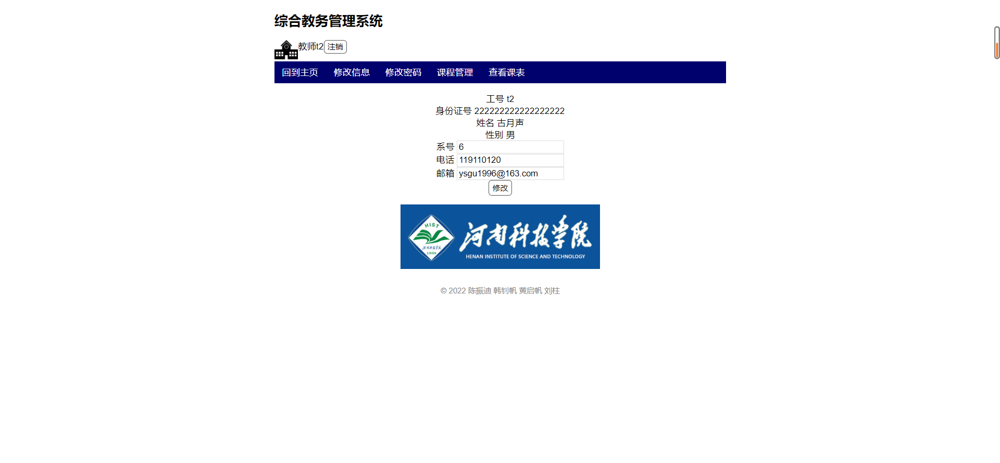 综合教务管理系统
教师t2 注销
回到主页 修改信息 修改密码 课程管理 查看课表
工号 t2
身份证号 222222222222222222
姓名 古月声
性别 男
系号 6
电话 119110120
邮箱 ysgu1996@163.com
修改
HIST
河南科技学院
1939
河南科技学院
HENAN INSTITUTE OF SCIENCE AND TECHNOLOGY
© 2022 陈振迪 韩钊帆 黄启帆 刘柱